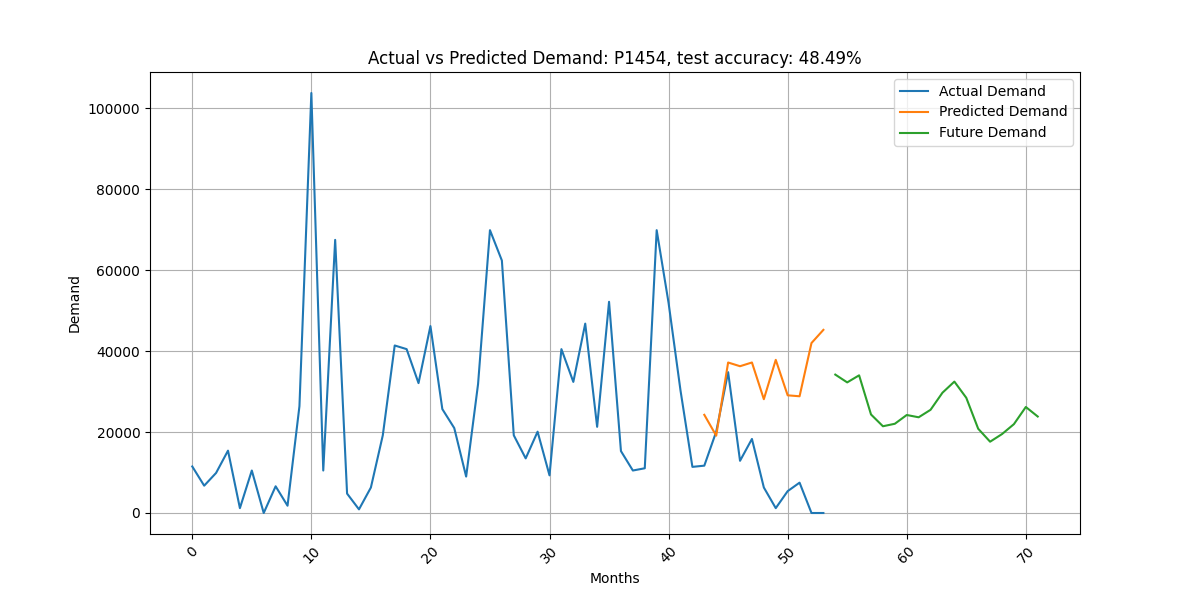 Actual vs Predicted Demand: P1454, test accuracy: 48.49%
Actual Demand
Predicted Demand
Future Demand
100000
80000
60000
40000
20000
0
Demand
0
10
20
30
40
50
60
70
Months